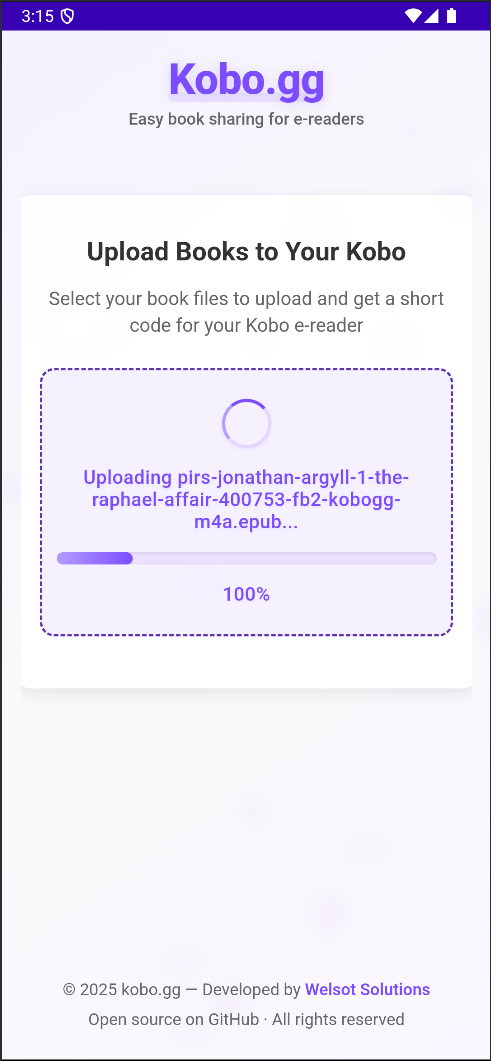 3:15
Kobo.gg
Easy book sharing for e-readers
Upload Books to Your Kobo
Select your book files to upload and get a short
code for your Kobo e-reader
Uploading pirs-jonathan-argyll-1-the-
raphael-affair-400753-fb2-kobogg-
m4a.epub...
100%
© 2025 kobo.gg — Developed by Welsot Solutions
Open source on GitHub · All rights reserved